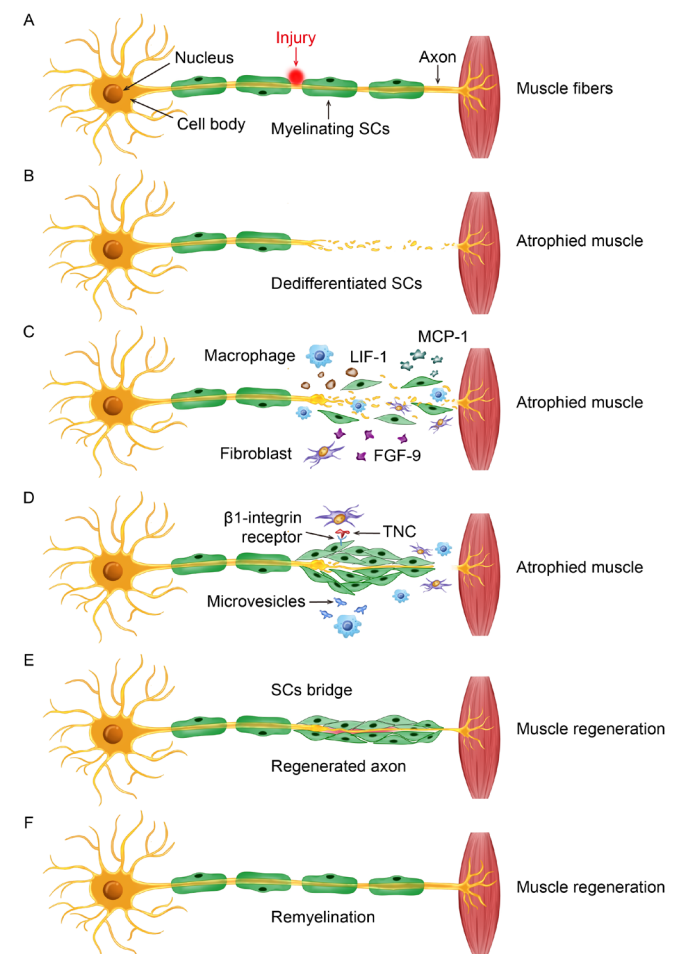 A
Injury
Nucleus
Axon
Muscle fibers
Cell body
Myelinating SCs
B
Atrophied muscle
Dedifferentiated SCs
C
MCP-1
Macrophage
LIF-1
Atrophied muscle
Fibroblast
FGF-9
D
β1-integrin
receptor
TNC
Atrophied muscle
Microvesicles
E
SCs bridge
Muscle regeneration
Regenerated axon
F
Muscle regeneration
Remyelination